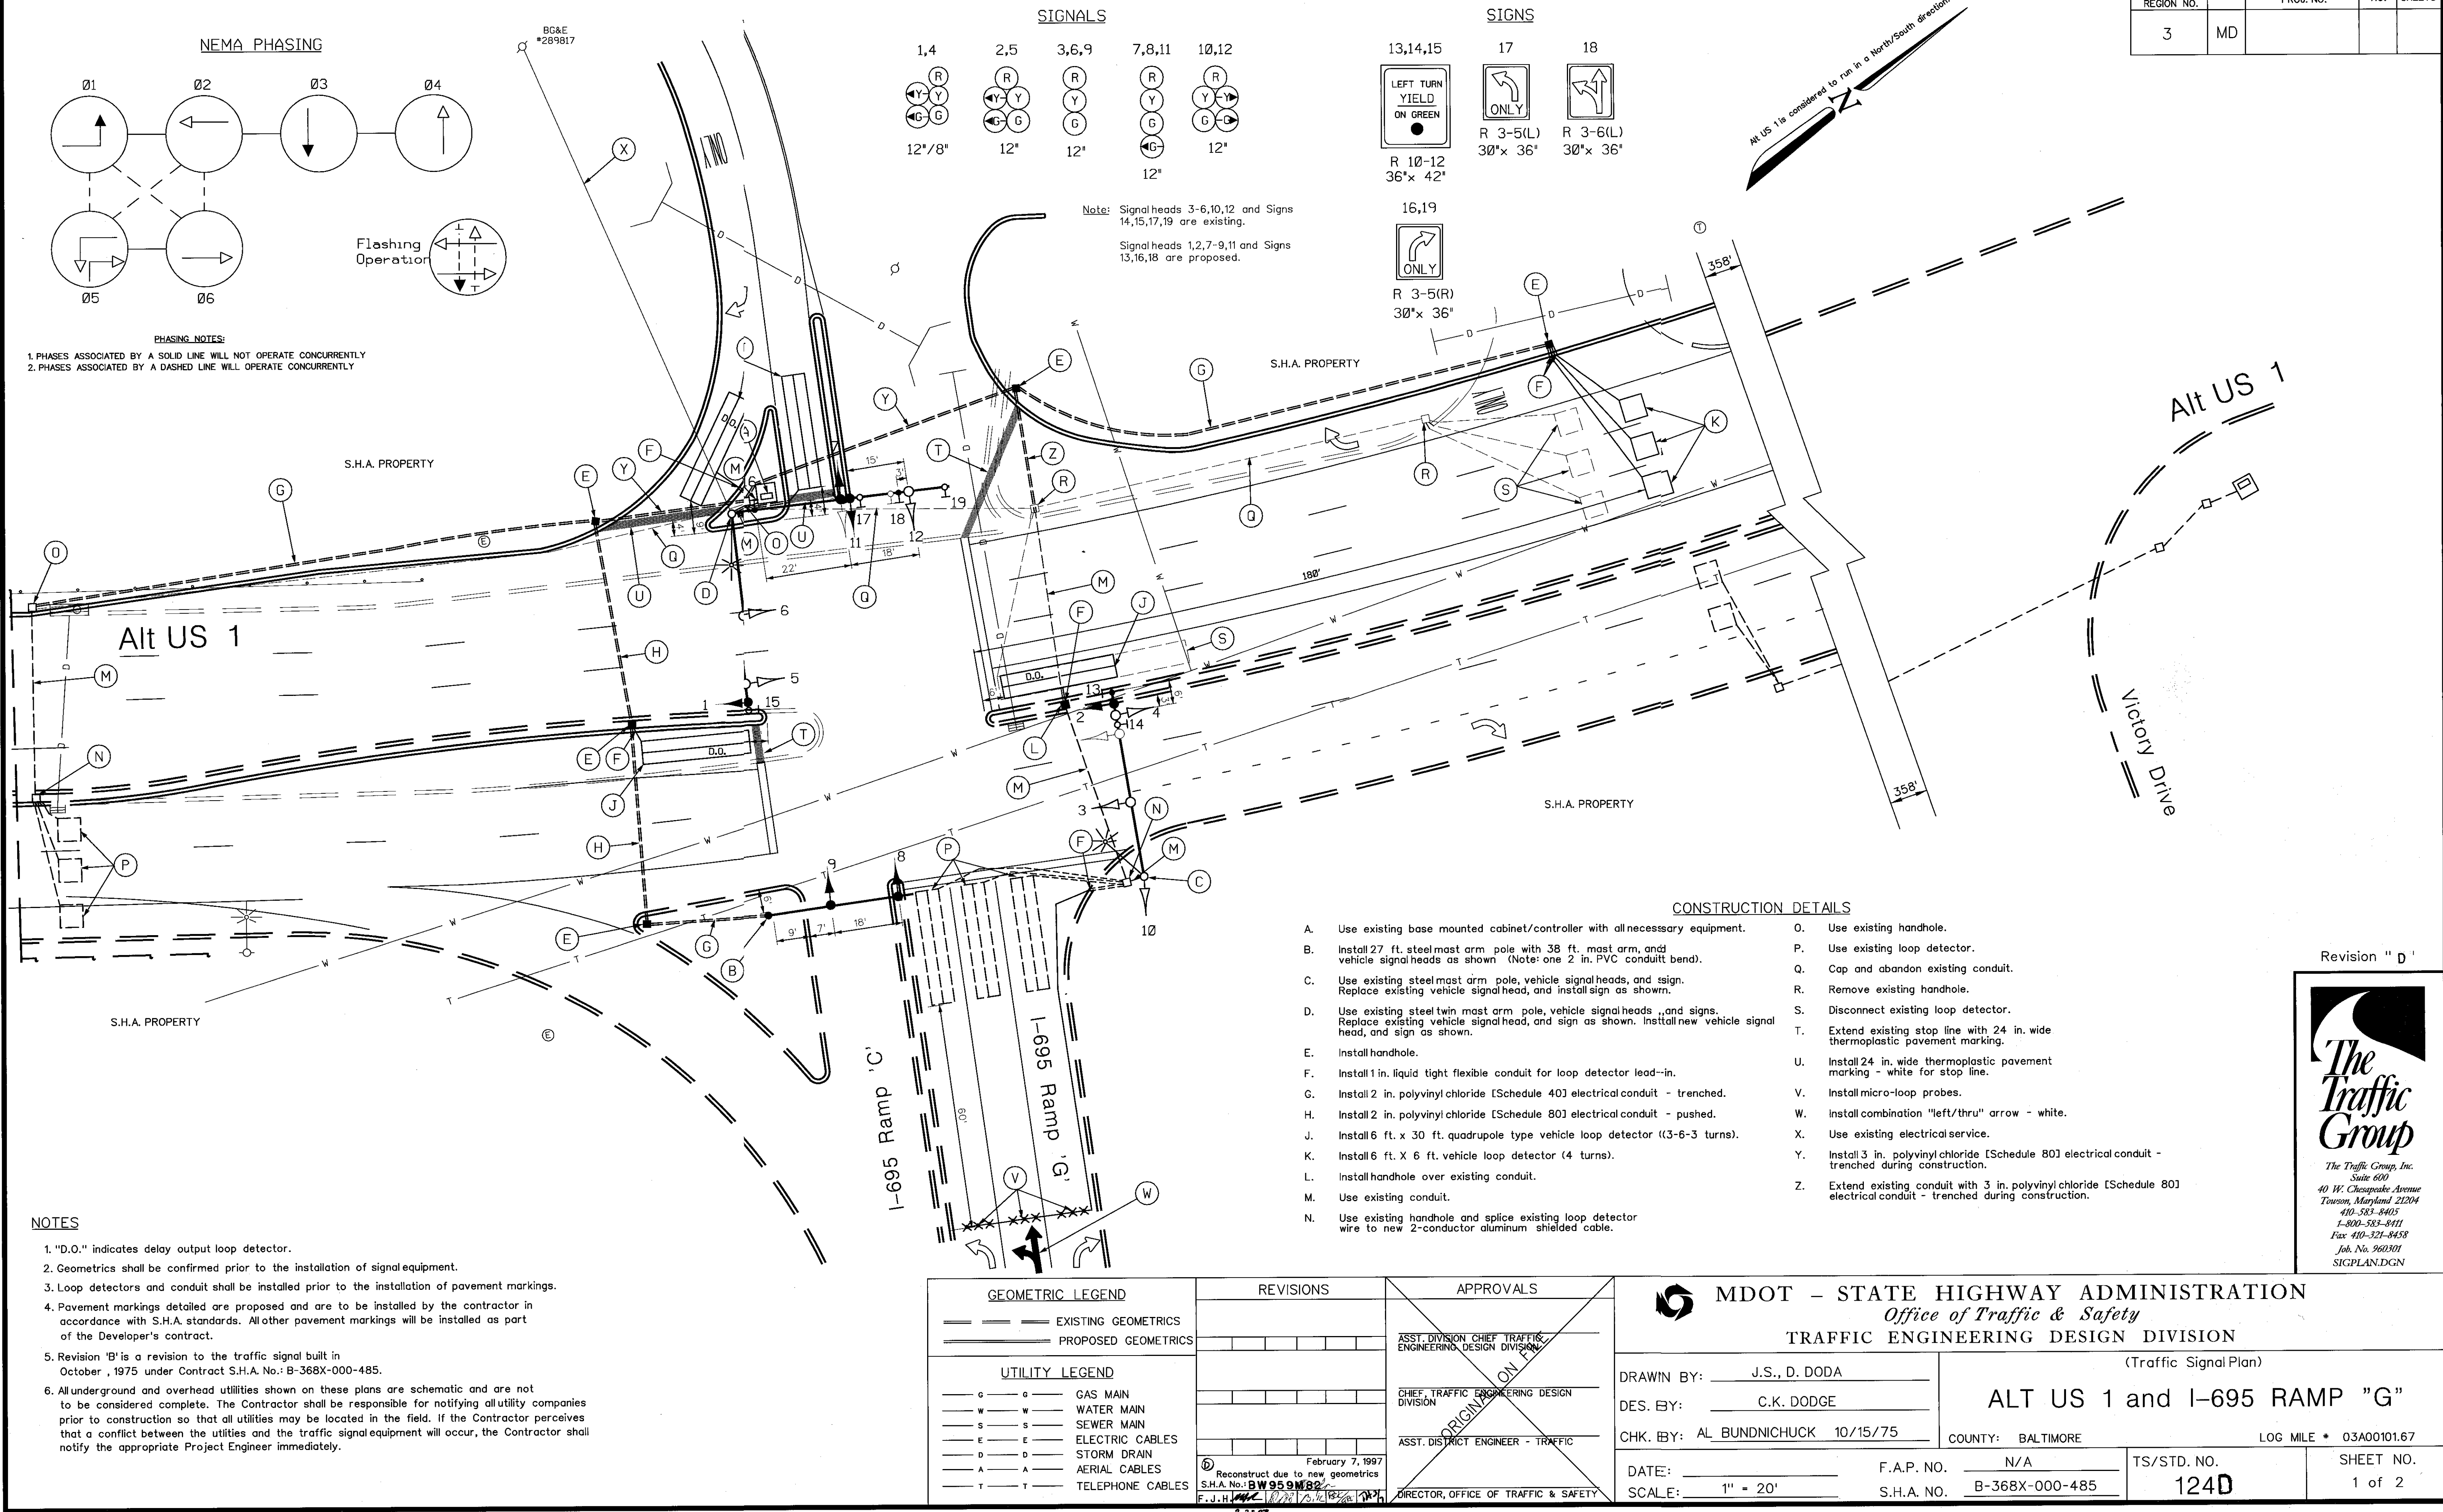 NEMA PHASING
Ø1
Ø2
Ø3
Ø4
Ø5
Ø6
Flashing
Operation
PHASING NOTES:
1. PHASES ASSOCIATED BY A SOLID LINE WILL NOT OPERATE CONCURRENTLY
2. PHASES ASSOCIATED BY A DASHED LINE WILL OPERATE CONCURRENTLY
BG&E
*289817
SIGNALS
1,4
2,5
3,6,9
7,8,11
10,12
R
Y Y
G G
12"/8"
R
Y Y
G G
12"
R
Y
G
12"
R
Y
G
G
12"
R
Y Y
G G
12"
Note: Signal heads 3-6,10,12 and Signs
14,15,17,19 are existing.
Signal heads 1,2,7-9,11 and Signs
13,16,18 are proposed.
SIGNS
13,14,15
17
18
LEFT TURN
YIELD
ON GREEN
R 10-12
36"x 42"
ONLY
R 3-5(L)
30"x 36"
R 3-6(L)
30"x 36"
16,19
ONLY
R 3-5(R)
30"x 36"
Alt US 1 is considered to run in a North/South direction.
N
REGION NO.
3
MD
ONLY
X
S.H.A. PROPERTY
S.H.A. PROPERTY
S.H.A. PROPERTY
S.H.A. PROPERTY
Alt US 1
Alt US 1
Victory Drive
I-695 Ramp 'C'
I-695 Ramp 'G'
358'
358'
180'
60'
15'
3'
22'
18'
9'
7'
18'
D.O.
D.O.
D.O.
CONSTRUCTION DETAILS
A. Use existing base mounted cabinet/controller with all necessary equipment.
B. Install 27 ft. steel mast arm pole with 38 ft. mast arm, and
vehicle signal heads as shown (Note: one 2 in. PVC conduitt bend).
C. Use existing steel mast arm pole, vehicle signal heads, and sign.
Replace existing vehicle signal head, and install sign as shown.
D. Use existing steel twin mast arm pole, vehicle signal heads ,,and signs.
Replace existing vehicle signal head, and sign as shown. Insttall new vehicle signal
head, and sign as shown.
E. Install handhole.
F. Install 1 in. liquid tight flexible conduit for loop detector lead--in.
G. Install 2 in. polyvinyl chloride [Schedule 40] electrical conduit - trenched.
H. Install 2 in. polyvinyl chloride [Schedule 80] electrical conduit - pushed.
J. Install 6 ft. x 30 ft. quadrupole type vehicle loop detector ((3-6-3 turns).
K. Install 6 ft. X 6 ft. vehicle loop detector (4 turns).
L. Install handhole over existing conduit.
M. Use existing conduit.
N. Use existing handhole and splice existing loop detector
wire to new 2-conductor aluminum shielded cable.
O. Use existing handhole.
P. Use existing loop detector.
Q. Cap and abandon existing conduit.
R. Remove existing handhole.
S. Disconnect existing loop detector.
T. Extend existing stop line with 24 in. wide
thermoplastic pavement marking.
U. Install 24 in. wide thermoplastic pavement
marking - white for stop line.
V. Install micro-loop probes.
W. Install combination "left/thru" arrow - white.
X. Use existing electrical service.
Y. Install 3 in. polyvinyl chloride [Schedule 80] electrical conduit -
trenched during construction.
Z. Extend existing conduit with 3 in. polyvinyl chloride [Schedule 80]
electrical conduit - trenched during construction.
Revision "D'
The
Traffic
Group
The Traffic Group, Inc.
Suite 600
40 W. Chesapeake Avenue
Towson, Maryland 21204
410-583-8405
1-800-583-8411
Fax 410-321-8458
Job. No. 960301
SIGPLAN.DGN
NOTES
1. "D.O." indicates delay output loop detector.
2. Geometrics shall be confirmed prior to the installation of signal equipment.
3. Loop detectors and conduit shall be installed prior to the installation of pavement markings.
4. Pavement markings detailed are proposed and are to be installed by the contractor in
accordance with S.H.A. standards. All other pavement markings will be installed as part
of the Developer's contract.
5. Revision 'B' is a revision to the traffic signal built in
October , 1975 under Contract S.H.A. No.: B-368X-000-485.
6. All underground and overhead utlilities shown on these plans are schematic and are not
to be considered complete. The Contractor shall be responsible for notifying all utility companies
prior to construction so that all utilities may be located in the field. If the Contractor perceives
that a conflict between the utilities and the traffic signal equipment will occur, the Contractor shall
notify the appropriate Project Engineer immediately.
GEOMETRIC LEGEND
EXISTING GEOMETRICS
PROPOSED GEOMETRICS
UTILITY LEGEND
G G GAS MAIN
W W WATER MAIN
S S SEWER MAIN
E E ELECTRIC CABLES
D D STORM DRAIN
A A AERIAL CABLES
T T TELEPHONE CABLES
REVISIONS
D February 7, 1997
Reconstruct due to new geometrics
S.H.A. No.: BW959M82
F.J.H.
APPROVALS
ASST. DIVISION CHIEF TRAFFIC
ENGINEERING DESIGN DIVISION
CHIEF, TRAFFIC ENGINEERING DESIGN
DIVISION
ASST. DISTRICT ENGINEER - TRAFFIC
DIRECTOR, OFFICE OF TRAFFIC & SAFETY
ORIGINAL ON FILE
MDOT – STATE HIGHWAY ADMINISTRATION
Office of Traffic & Safety
TRAFFIC ENGINEERING DESIGN DIVISION
DRAWN BY: J.S., D. DODA
DES. BY: C.K. DODGE
CHK. BY: AL BUNDNICHUCK 10/15/75
(Traffic Signal Plan)
ALT US 1 and I-695 RAMP "G"
COUNTY: BALTIMORE
LOG MILE * 03A00101.67
DATE:
SCALE: 1" = 20'
F.A.P. NO. N/A
S.H.A. NO. B-368X-000-485
TS/STD. NO.
124D
SHEET NO.
1 of 2